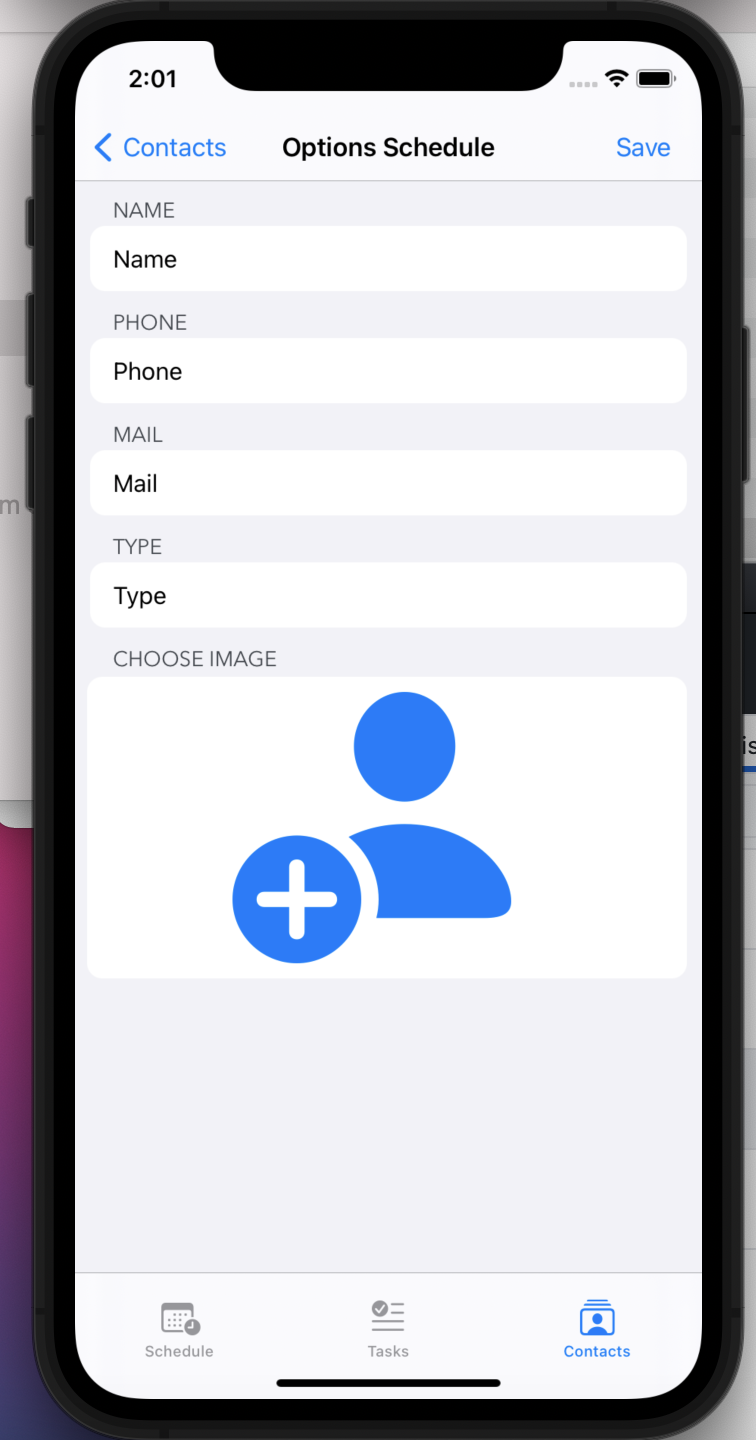 2:01
Contacts Options Schedule Save
NAME
Name
PHONE
Phone
MAIL
Mail
m
TYPE
Type
CHOOSE IMAGE
is
Schedule Tasks Contacts